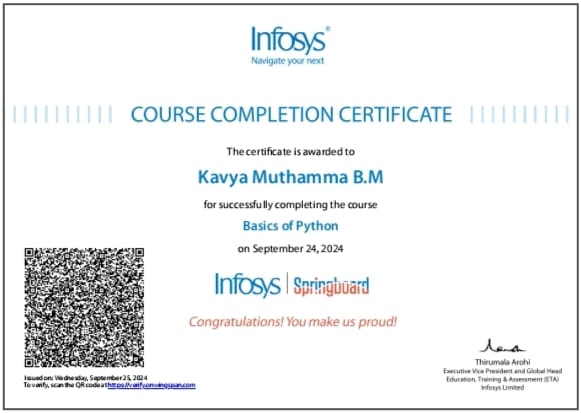 Infosys®
Navigate your next
COURSE COMPLETION CERTIFICATE
The certificate is awarded to
Kavya Muthamma B.M
for successfully completing the course
Basics of Python
on September 24, 2024
Infosys | Springboard
Congratulations! You make us proud!
Issued on: Wednesday, September 25, 2024
To verify, scan the QR code at https://verify.onwingspan.com
Thirumala Arohi
Executive Vice President and Global Head
Education, Training & Assessment (ETA)
Infosys Limited